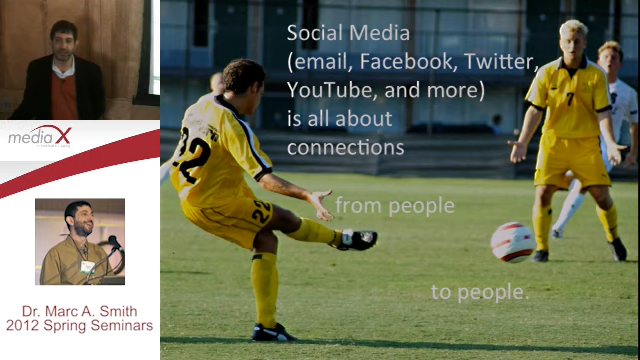 media X
Dr. Marc A. Smith
2012 Spring Seminars
Social Media
(email, Facebook, Twitter,
YouTube, and more)
is all about
connections
from people
to people.
22
22
7